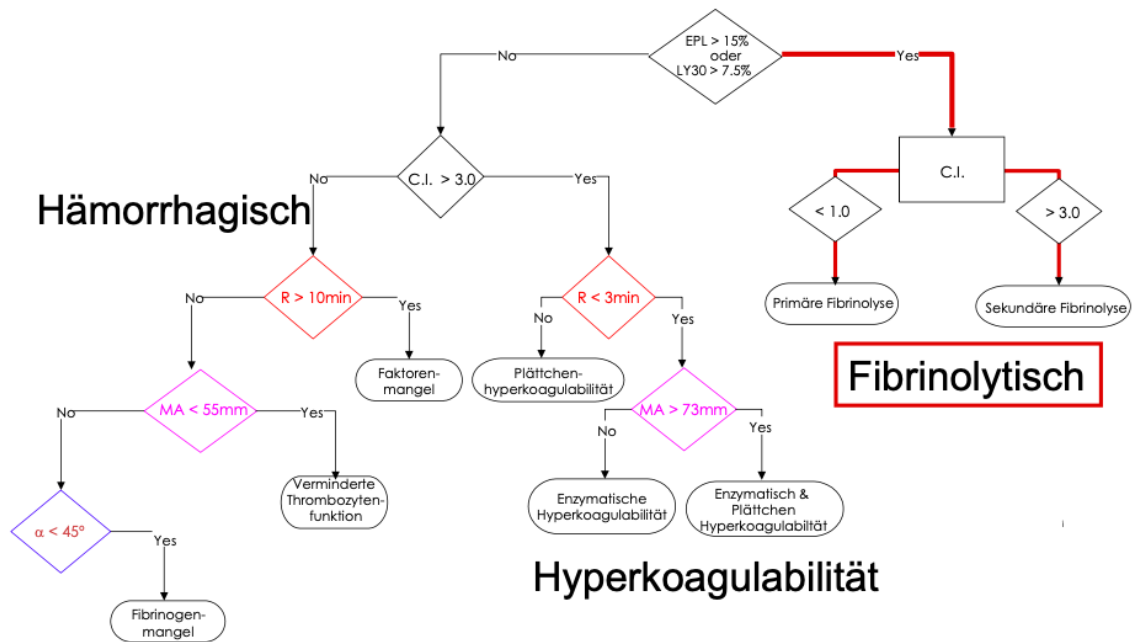 EPL > 15%
oder
LY30 > 7.5%
No
Yes
C.I. > 3.0
C.I.
No
Yes
< 1.0
> 3.0
Hämorrhagisch
R > 10min
R < 3min
No
Yes
No
Yes
Primäre Fibrinolyse
Sekundäre Fibrinolyse
Faktoren-
mangel
Plättchen-
hyperkoagulabilität
Fibrinolytisch
MA < 55mm
MA > 73mm
No
Yes
No
Yes
Verminderte
Thrombozyten-
funktion
Enzymatische
Hyperkoagulabilität
Enzymatisch &
Plättchen
Hyperkoagulabiltät
α < 45º
Yes
Hyperkoagulabilität
Fibrinogen-
mangel